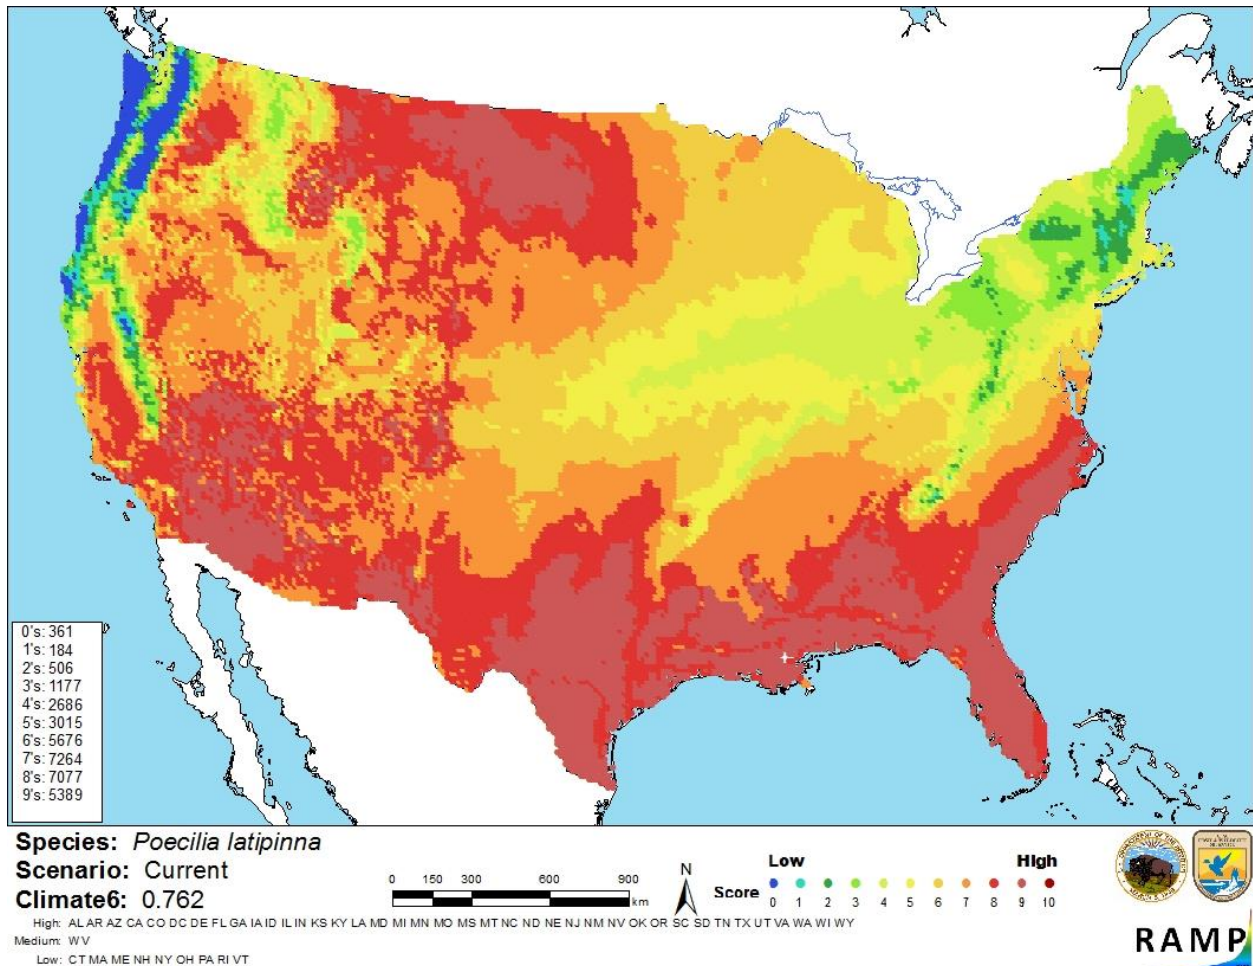 0's: 361
1's: 184
2's: 506
3's: 1177
4's: 2686
5's: 3015
6's: 5676
7's: 7264
8's: 7077
9's: 5389
Species: Poecilia latipinna
Scenario: Current
Climate6: 0.762
0 150 300 600 900
km
N
Low High
Score
0 1 2 3 4 5 6 7 8 9 10
High: AL AR AZ CA CO DC DE FL GA IA ID IL IN KS KY LA MD MI MN MO MS MT NC ND NE NJ NM NV OK OR SC SD TN TX UT VA WA WI WY
Medium: WV
Low: CT MA ME NH NY OH PA RI VT
RAMP